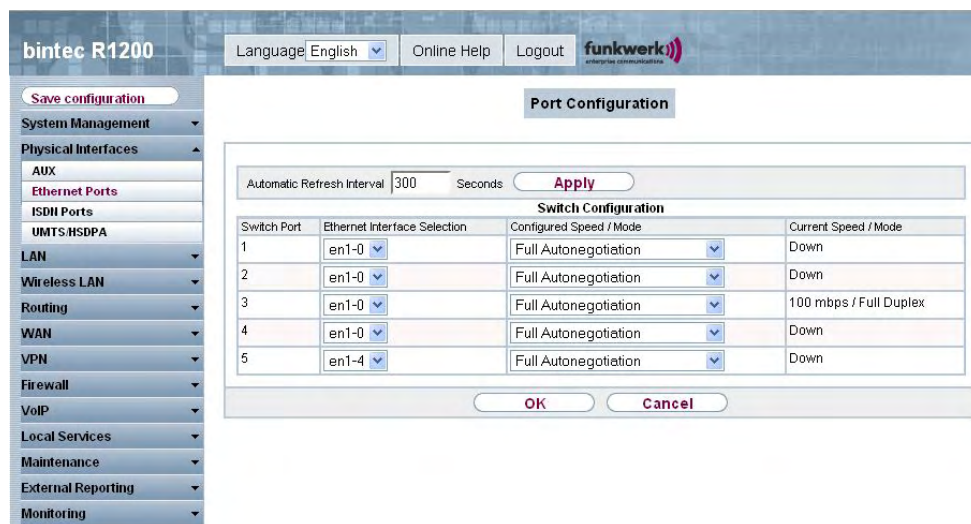 bintec R1200
Language English Online Help Logout funkwerk
enterprise communications
Save configuration
System Management
Physical Interfaces
AUX
Ethernet Ports
ISDN Ports
UMTS/HSDPA
LAN
Wireless LAN
Routing
WAN
VPN
Firewall
VoIP
Local Services
Maintenance
External Reporting
Monitoring
Port Configuration
Automatic Refresh Interval 300 Seconds Apply
Switch Configuration
Switch Port Ethernet Interface Selection Configured Speed / Mode Current Speed / Mode
1 en1-0 Full Autonegotiation Down
2 en1-0 Full Autonegotiation Down
3 en1-0 Full Autonegotiation 100 mbps / Full Duplex
4 en1-0 Full Autonegotiation Down
5 en1-4 Full Autonegotiation Down
OK Cancel